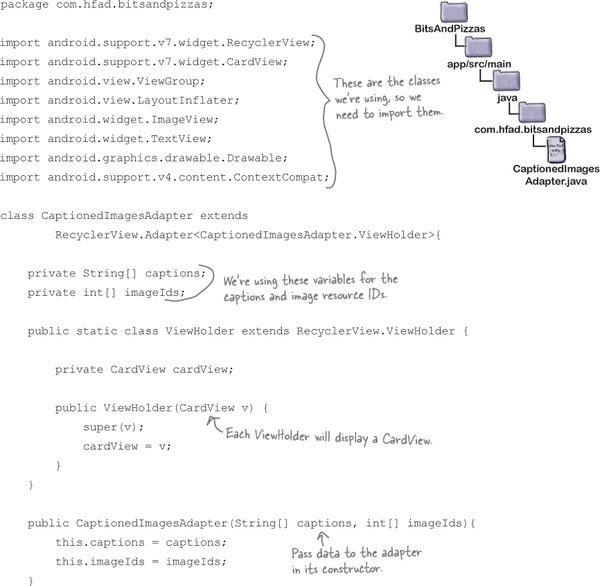 package com.hfad.bitsandpizzas;
import android.support.v7.widget.RecyclerView;
import android.support.v7.widget.CardView;
import android.view.ViewGroup;
import android.view.LayoutInflater;
import android.widget.ImageView;
import android.widget.TextView;
import android.graphics.drawable.Drawable;
import android.support.v4.content.ContextCompat;
These are the classes
we're using, so we
need to import them.
BitsAndPizzas
app/src/main
java
com.hfad.bitsandpizzas
CaptionedImages
Adapter.java
class CaptionedImagesAdapter extends
RecyclerView.Adapter<CaptionedImagesAdapter.ViewHolder>{
private String[] captions;
private int[] imageIds;
We're using these variables for the
captions and image resource IDs.
public static class ViewHolder extends RecyclerView.ViewHolder {
private CardView cardView;
public ViewHolder(CardView v) {
super(v);
cardView = v;
Each ViewHolder will display a CardView.
}
}
public CaptionedImagesAdapter(String[] captions, int[] imageIds){
this.captions = captions;
this.imageIds = imageIds;
Pass data to the adapter
in its constructor.
}